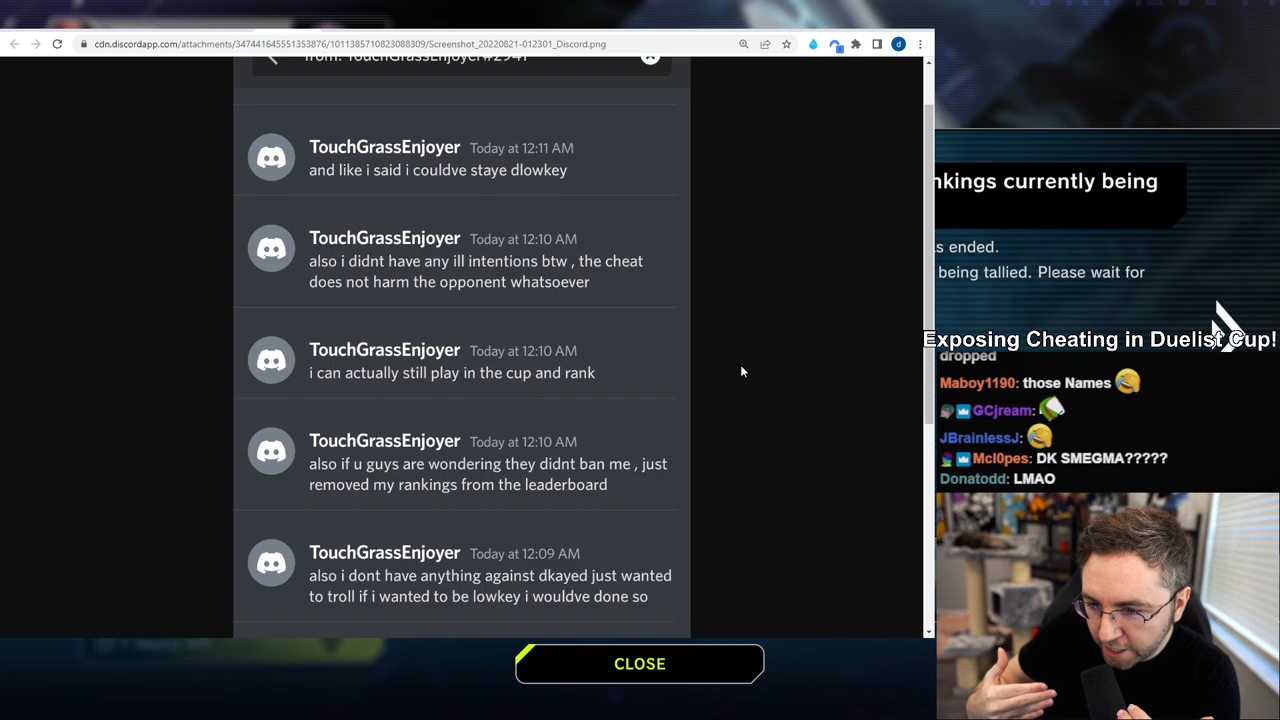 cdn.discordapp.com/attachments/347441645551353876/1011385710823088309/Screenshot_20220821-012301_Discord.png
from: TouchGrassEnjoyer#2941
TouchGrassEnjoyer Today at 12:11 AM
and like i said i couldve staye dlowkey
TouchGrassEnjoyer Today at 12:10 AM
also i didnt have any ill intentions btw , the cheat
does not harm the opponent whatsoever
TouchGrassEnjoyer Today at 12:10 AM
i can actually still play in the cup and rank
TouchGrassEnjoyer Today at 12:10 AM
also if u guys are wondering they didnt ban me , just
removed my rankings from the leaderboard
TouchGrassEnjoyer Today at 12:09 AM
also i dont have anything against dkayed just wanted
to troll if i wanted to be lowkey i wouldve done so
nkings currently being
s ended.
being tallied. Please wait for
Exposing Cheating in Duelist Cup!
dropped
Maboy1190: those Names
GCjream:
JBrainlessJ:
Mcl0pes: DK SMEGMA?????
Donatodd: LMAO
CLOSE